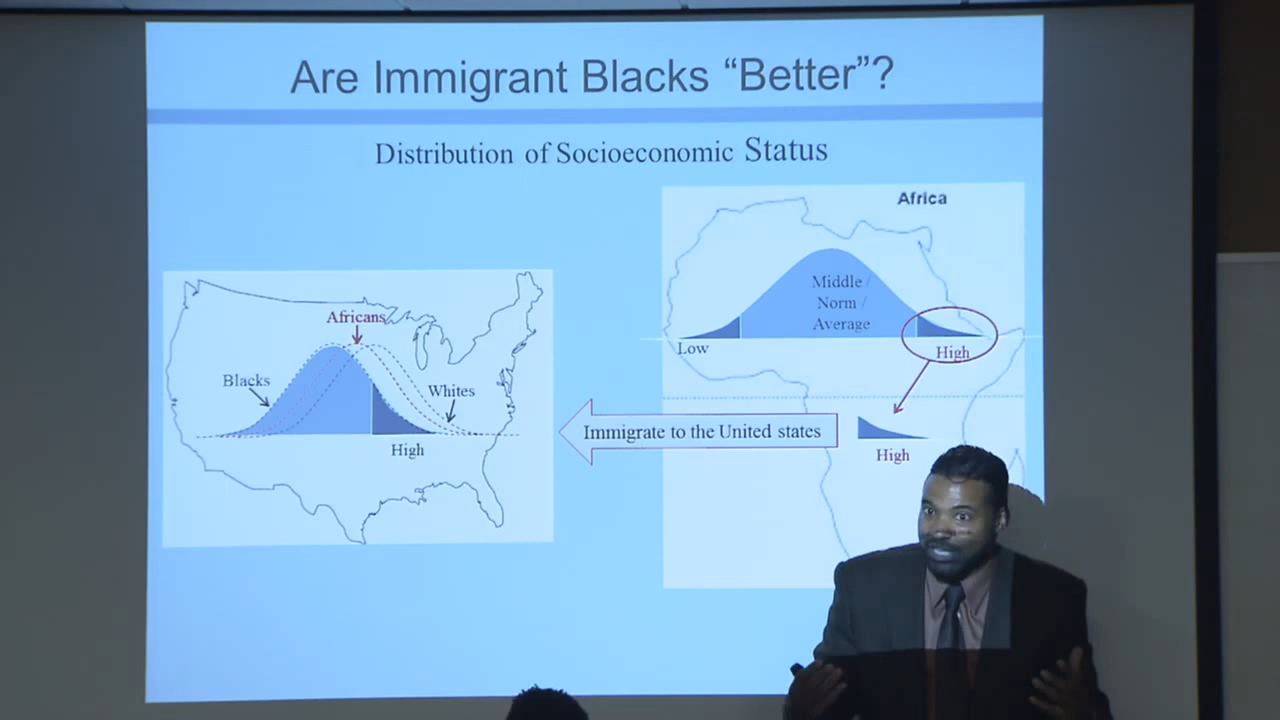 Are Immigrant Blacks “Better”?
Distribution of Socioeconomic Status
Africa
Middle /
Norm /
Average
Low
High
Africans
Blacks
Whites
High
Immigrate to the United states
High